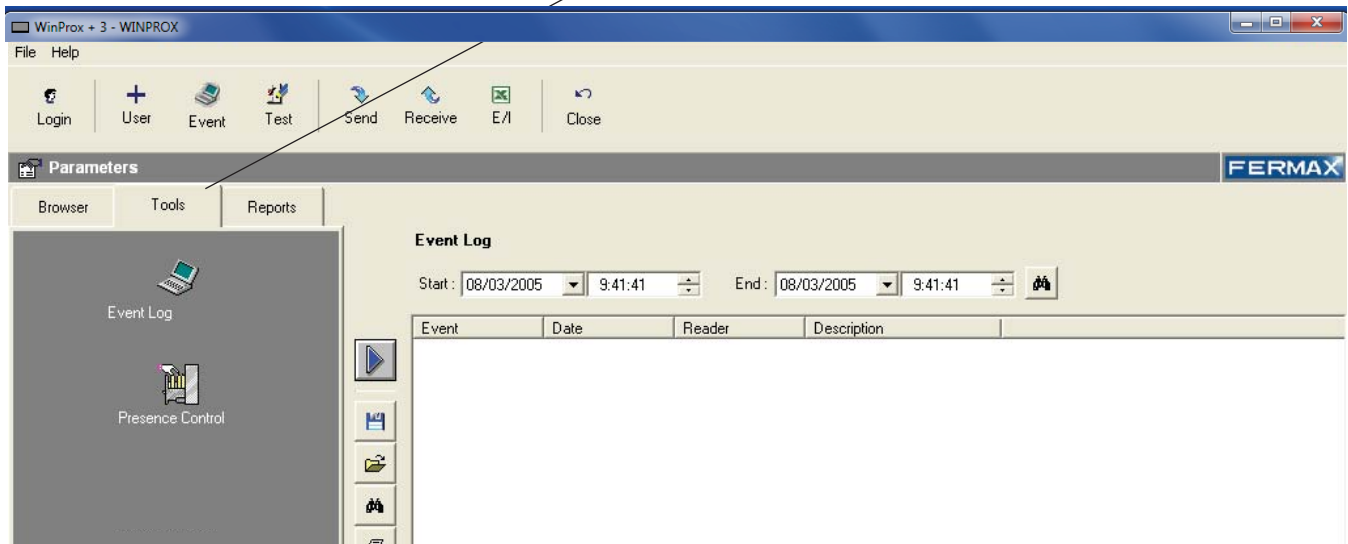 WinProx + 3 - WINPROX
File Help
Login User Event Test Send Receive E/I Close
Parameters FERMAX
Browser Tools Reports
Event Log
Start : 08/03/2005 9:41:41 End : 08/03/2005 9:41:41
Event Log
Event Date Reader Description
Presence Control